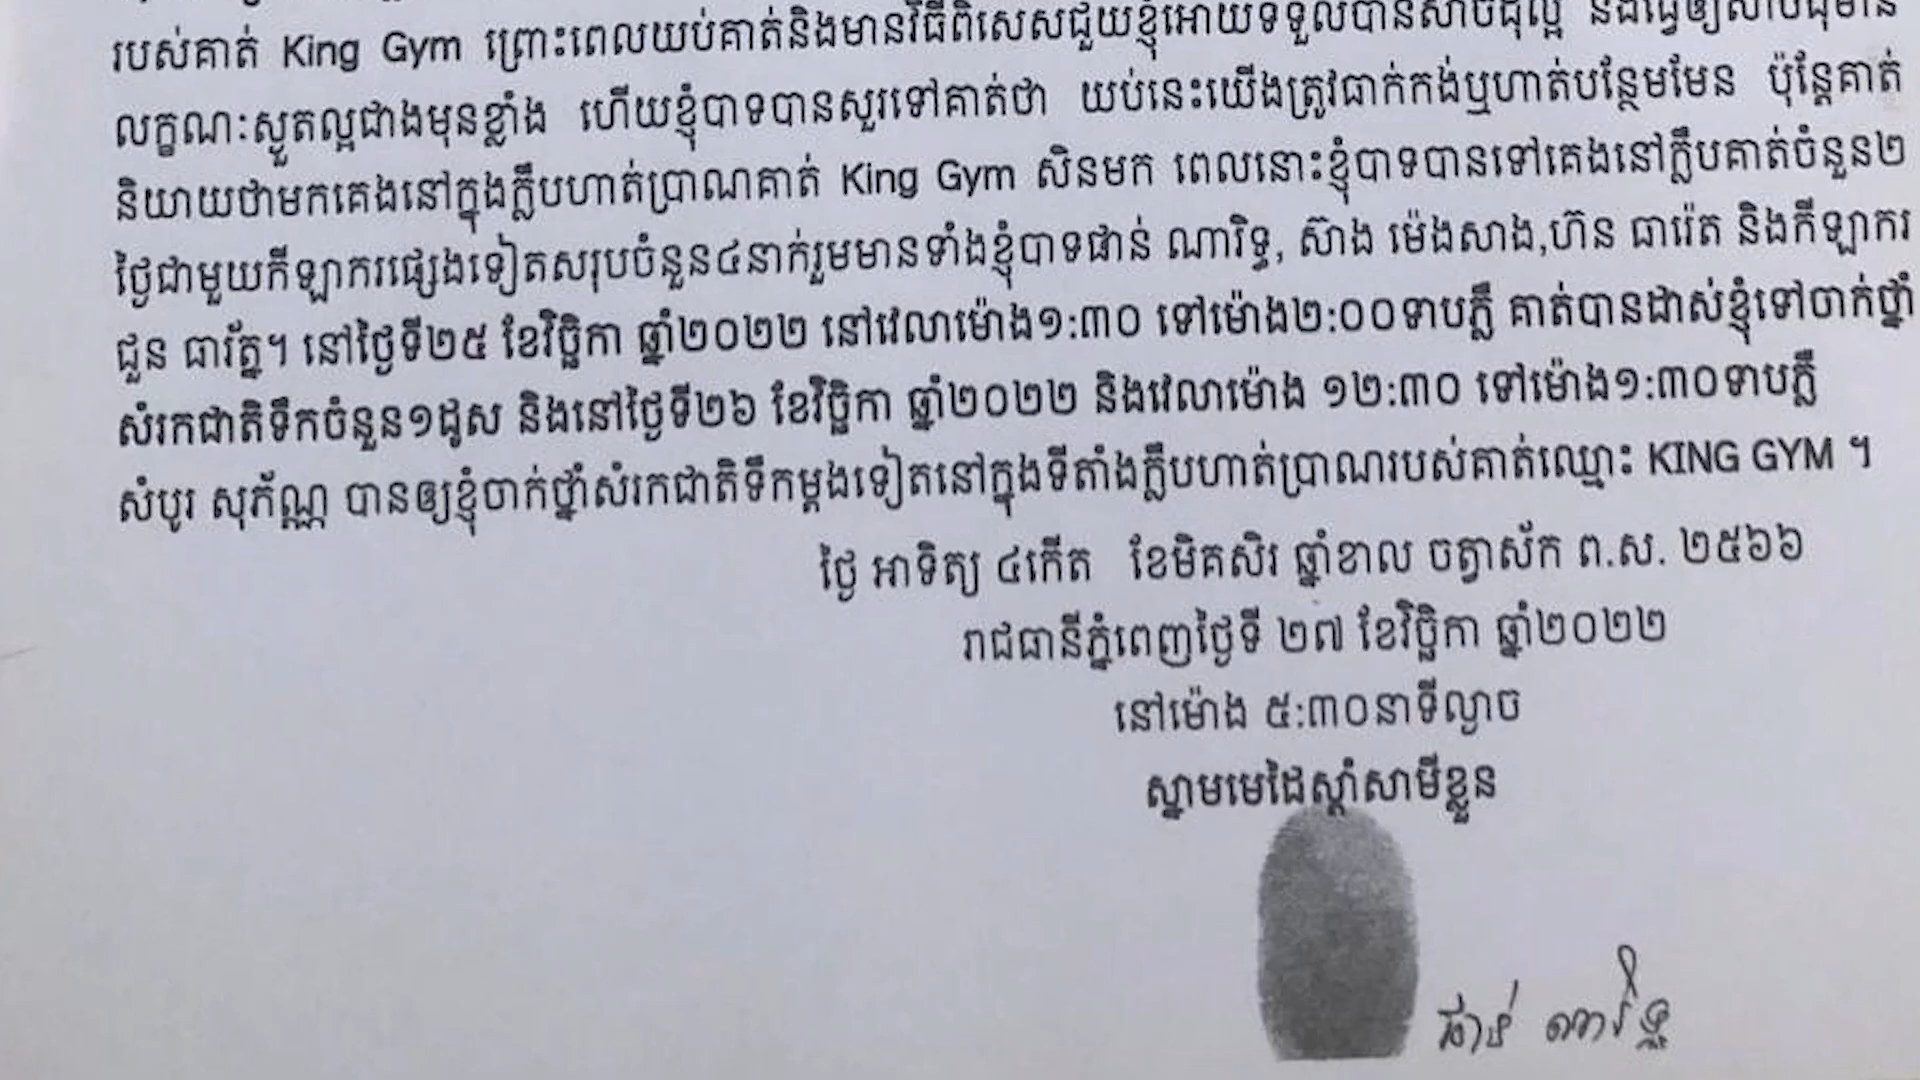 របស់គាត់ King Gym ព្រោះពេលយប់គាត់និងមានវិធីពិសេសជួយខ្ញុំអោយទទួលបានសាច់ដុំល្អ និងធ្វើឲ្យសាច់ដុំមាន
លក្ខណៈស្ងួតល្អជាងមុនខ្លាំង ហើយខ្ញុំបាទបានសួរទៅគាត់ថា យប់នេះយើងត្រូវធាក់កង់ឬហាត់បន្ថែមមែន ប៉ុន្តែគាត់
និយាយថាមកគេងនៅក្នុងក្លឹបហាត់ប្រាណគាត់ King Gym សិនមក ពេលនោះខ្ញុំបាទបានទៅគេងនៅក្លឹបគាត់ចំនួន២
ថ្ងៃជាមួយកីឡាករផ្សេងទៀតសរុបចំនួន៤នាក់រួមមានទាំងខ្ញុំបាទផាន់ ណារិទ្ធ, ស៊ាង ម៉េងសាង,ហ៊ន ធារ៉េត និងកីឡាករ
ជួន ធារ័ត្ន។ នៅថ្ងៃទី២៥ ខែវិច្ឆិកា ឆ្នាំ២០២២ នៅវេលាម៉ោង១:៣០ ទៅម៉ោង២:០០ទាបភ្លឺ គាត់បានដាស់ខ្ញុំទៅចាក់ថ្នាំ
សំរកជាតិទឹកចំនួន១ដូស និងនៅថ្ងៃទី២៦ ខែវិច្ឆិកា ឆ្នាំ២០២២ និងវេលាម៉ោង ១២:៣០ ទៅម៉ោង១:៣០ទាបភ្លឺ
សំបូរ សុភ័ណ្ណ បានឲ្យខ្ញុំចាក់ថ្នាំសំរកជាតិទឹកម្តងទៀតនៅក្នុងទីតាំងក្លឹបហាត់ប្រាណរបស់គាត់ឈ្មោះ KING GYM ។
ថ្ងៃ អាទិត្យ ៤កើត ខែមិគសិរ ឆ្នាំខាល ចត្វាស័ក ព.ស. ២៥៦៦
រាជធានីភ្នំពេញថ្ងៃទី ២៧ ខែវិច្ឆិកា ឆ្នាំ២០២២
នៅម៉ោង ៥:៣០នាទីល្ងាច
ស្នាមមេដៃស្តាំសាមីខ្លួន
ផាន់ ណារិទ្ធ